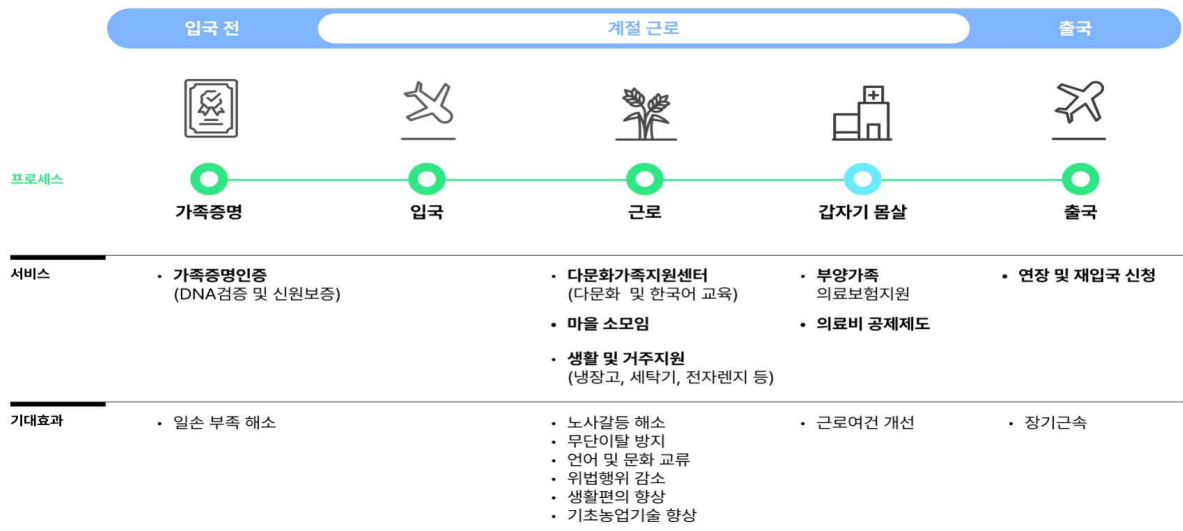 입국 전
계절 근로
출국
프로세스
가족증명
입국
근로
갑자기 몸살
출국
서비스
• 가족증명인증
(DNA검증 및 신원보증)
• 다문화가족지원센터
(다문화 및 한국어 교육)
• 마을 소모임
• 생활 및 거주지원
(냉장고, 세탁기, 전자렌지 등)
• 부양가족
의료보험지원
• 의료비 공제제도
• 연장 및 재입국 신청
기대효과
• 일손 부족 해소
• 노사갈등 해소
• 무단이탈 방지
• 언어 및 문화 교류
• 위법행위 감소
• 생활편의 향상
• 기초농업기술 향상
• 근로여건 개선
• 장기근속